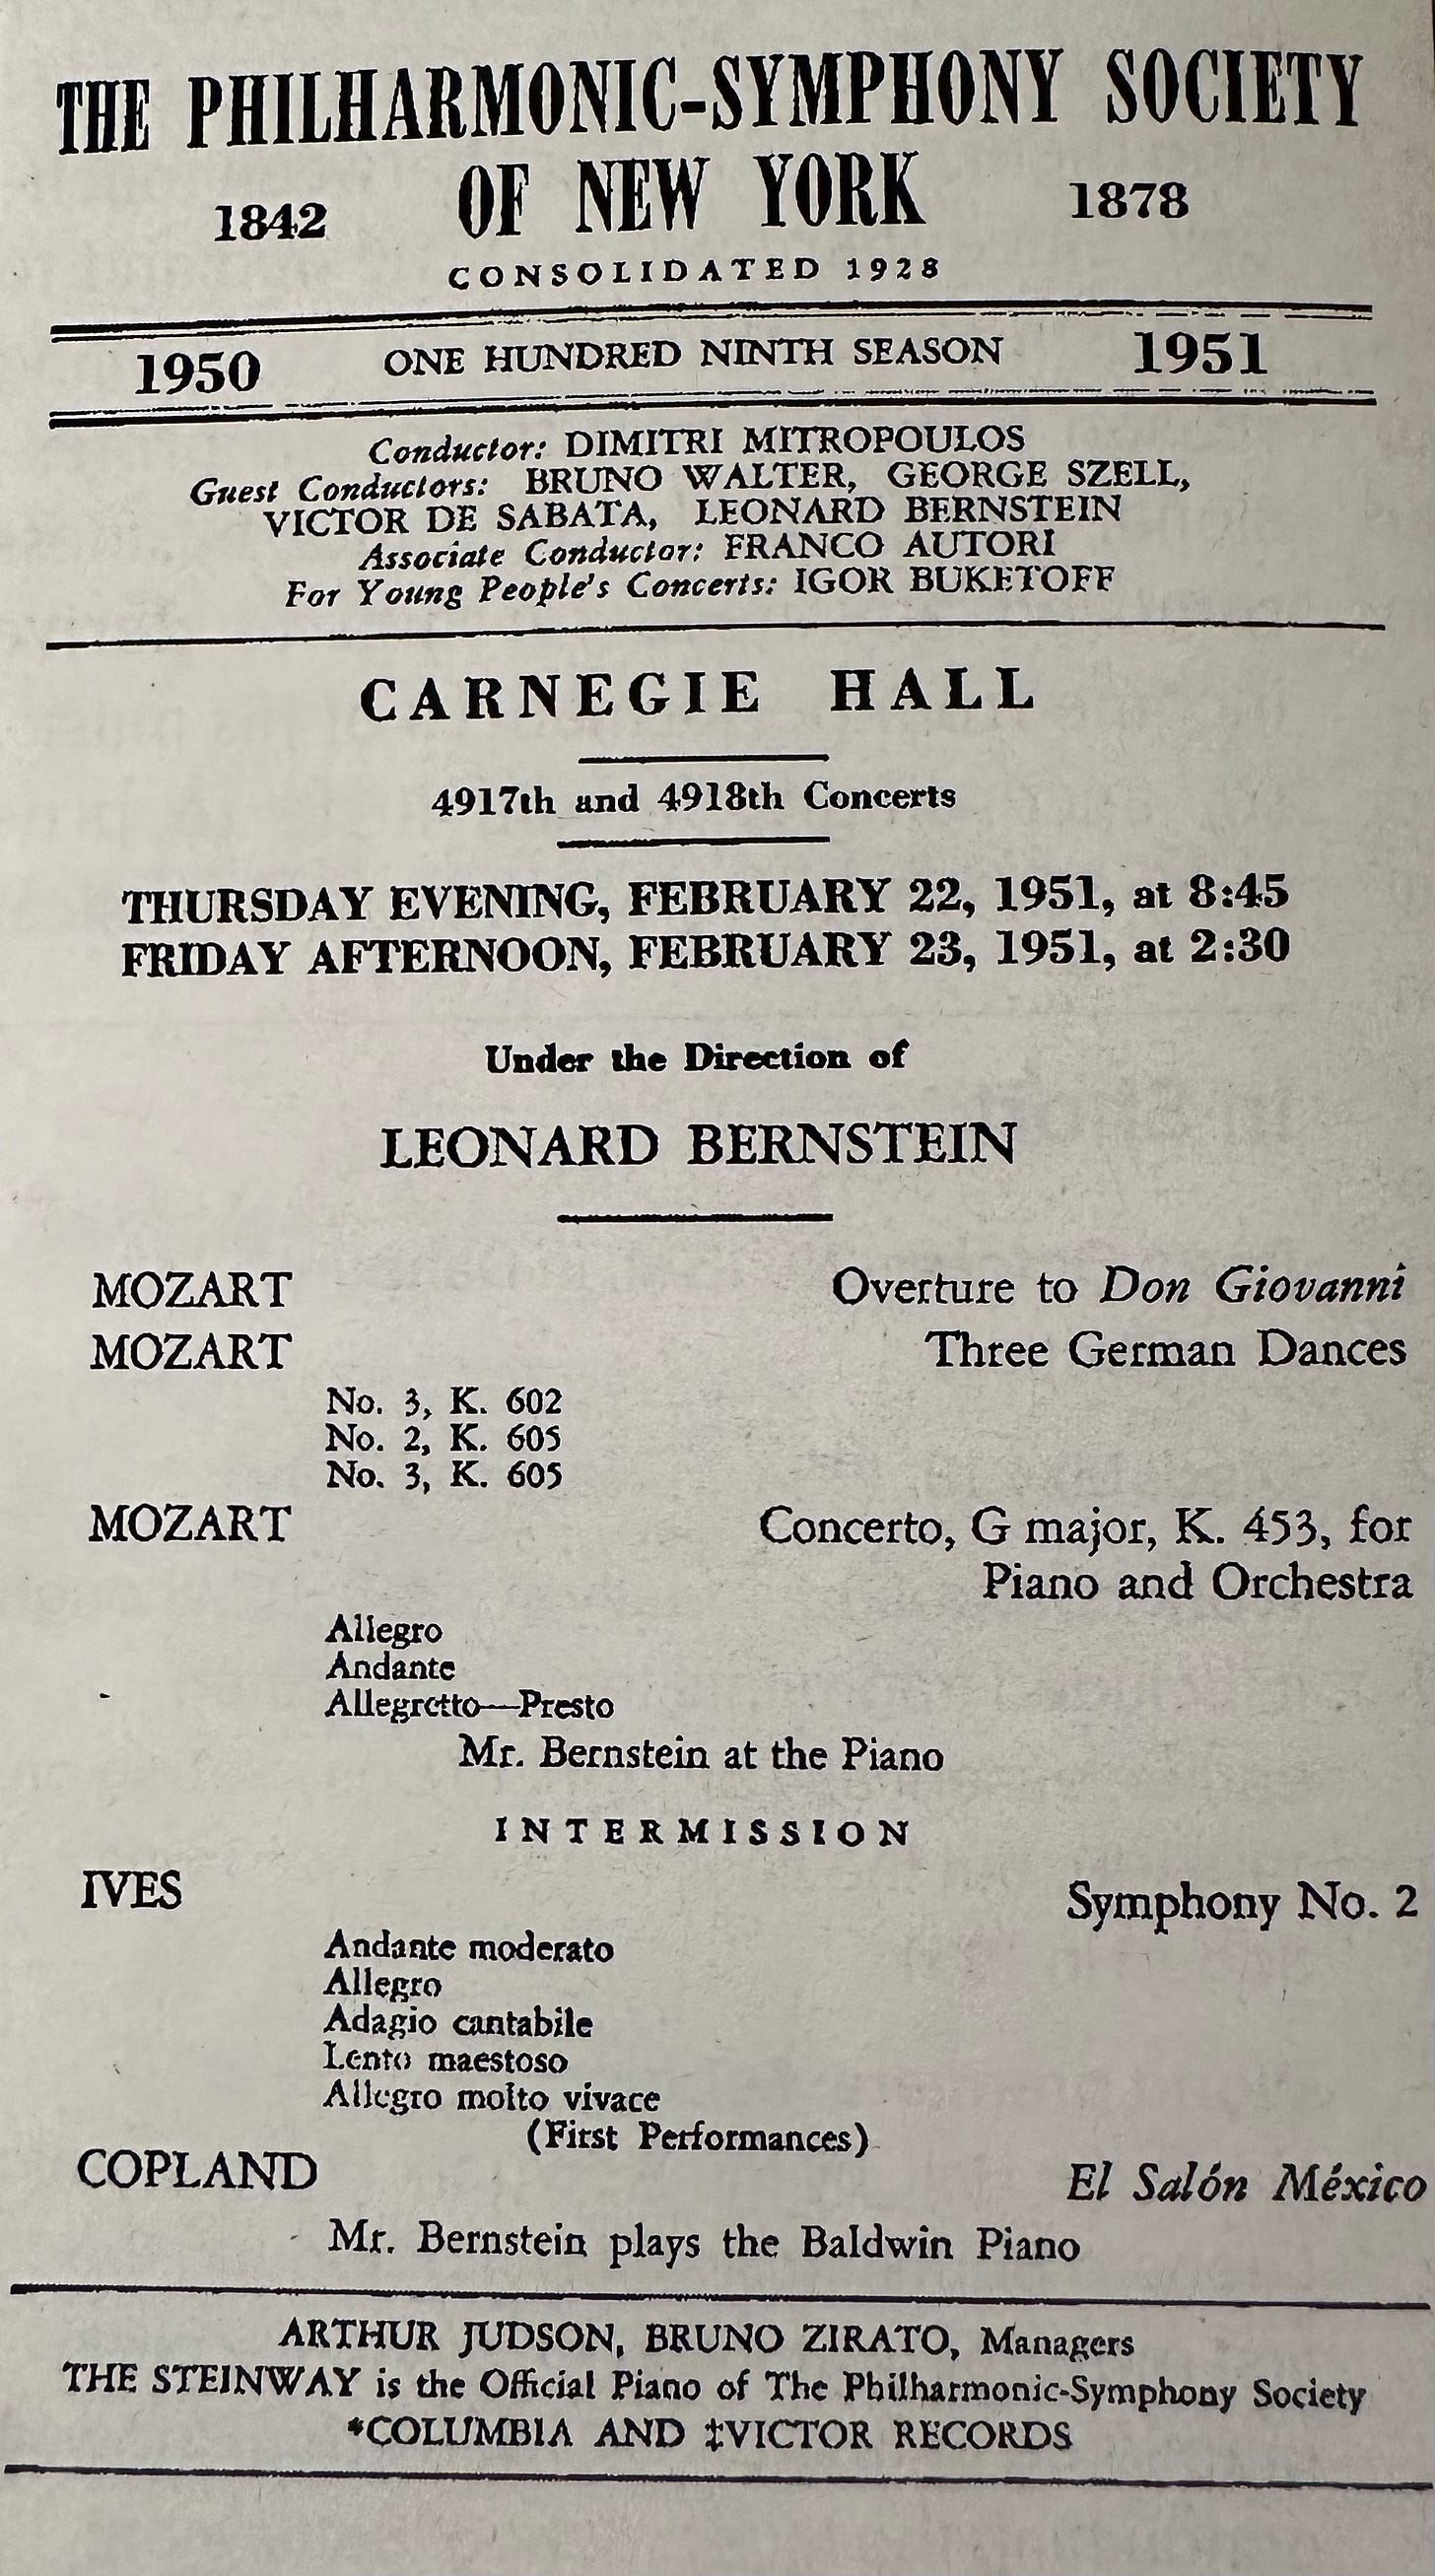 THE PHILHARMONIC-SYMPHONY SOCIETY
1842 OF NEW YORK 1878
CONSOLIDATED 1928
1950 ONE HUNDRED NINTH SEASON 1951
Conductor: DIMITRI MITROPOULOS
Guest Conductors: BRUNO WALTER, GEORGE SZELL,
VICTOR DE SABATA, LEONARD BERNSTEIN
Associate Conductor: FRANCO AUTORI
For Young People's Concerts: IGOR BUKETOFF
CARNEGIE HALL
4917th and 4918th Concerts
THURSDAY EVENING, FEBRUARY 22, 1951, at 8:45
FRIDAY AFTERNOON, FEBRUARY 23, 1951, at 2:30
Under the Direction of
LEONARD BERNSTEIN
MOZART Overture to Don Giovanni
MOZART Three German Dances
No. 3, K. 602
No. 2, K. 605
No. 3, K. 605
MOZART Concerto, G major, K. 453, for
Piano and Orchestra
Allegro
Andante
Allegretto—Presto
Mr. Bernstein at the Piano
INTERMISSION
IVES Symphony No. 2
Andante moderato
Allegro
Adagio cantabile
Lento maestoso
Allegro molto vivace
(First Performances)
COPLAND El Salón México
Mr. Bernstein plays the Baldwin Piano
ARTHUR JUDSON, BRUNO ZIRATO, Managers
THE STEINWAY is the Official Piano of The Philharmonic-Symphony Society
*COLUMBIA AND ‡VICTOR RECORDS